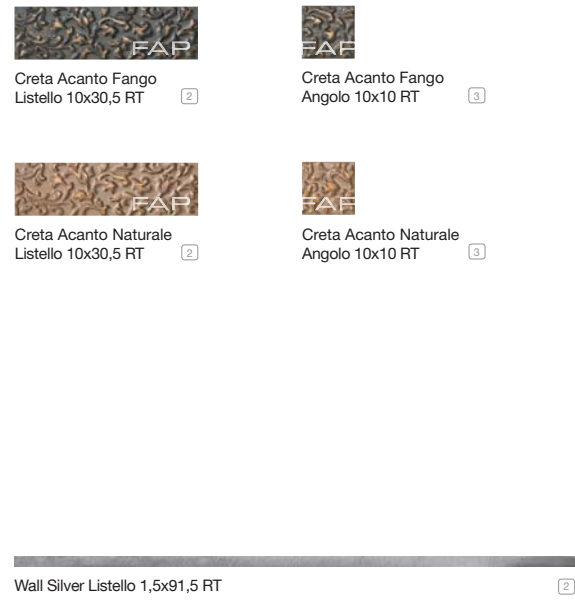 FAP
FAP
Creta Acanto Fango
Listello 10x30,5 RT 2
Creta Acanto Fango
Angolo 10x10 RT 3
FAP
FAP
Creta Acanto Naturale
Listello 10x30,5 RT 2
Creta Acanto Naturale
Angolo 10x10 RT 3
Wall Silver Listello 1,5x91,5 RT 2